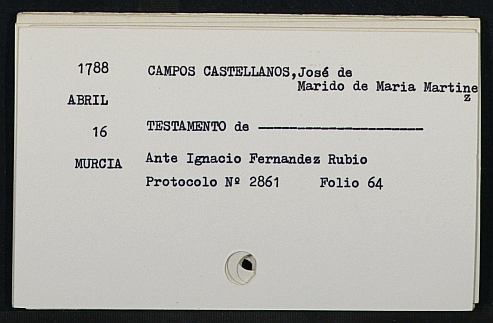 1788 CAMPOS CASTELLANOS,José de
Marido de Maria Martinez
ABRIL
16 TESTAMENTO de ----------------------
MURCIA Ante Ignacio Fernandez Rubio
Protocolo Nº 2861 Folio 64